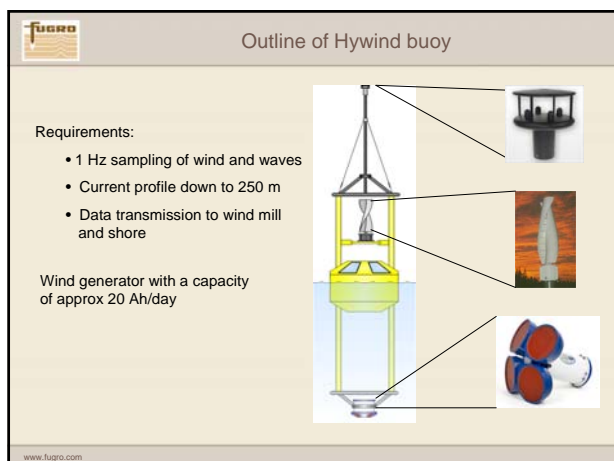 fugro
Outline of Hywind buoy
Requirements:
• 1 Hz sampling of wind and waves
• Current profile down to 250 m
• Data transmission to wind mill
and shore
Wind generator with a capacity
of approx 20 Ah/day
www.fugro.com